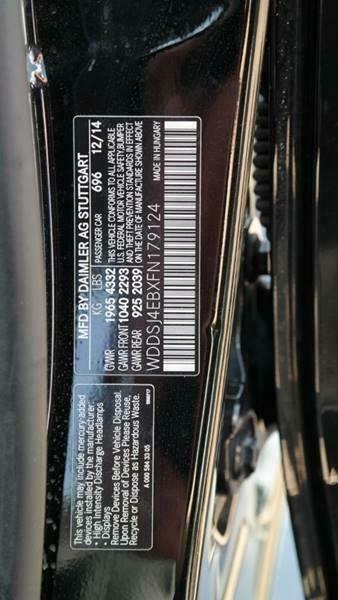 MFD BY DAIMLER AG STUTTGART
PASSENGER CAR 696 12/14
KG LBS
GVWR 1965 4332
GAWR FRONT 1040 2293
GAWR REAR 925 2039
THIS VEHICLE CONFORMS TO ALL APPLICABLE
U.S. FEDERAL MOTOR VEHICLE SAFETY, BUMPER
AND THEFT PREVENTION STANDARDS IN EFFECT
ON THE DATE OF MANUFACTURE SHOWN ABOVE
MADE IN HUNGARY
WDDSJ4EBXFN179124
This vehicle may include mercury-added
devices installed by the manufacturer:
• High Intensity Discharge Headlamps
• Displays
Remove Devices Before Vehicle Disposal.
Upon Removal of Devices Please Reuse,
Recycle or Dispose as Hazardous Waste.
A 000 584 33 05